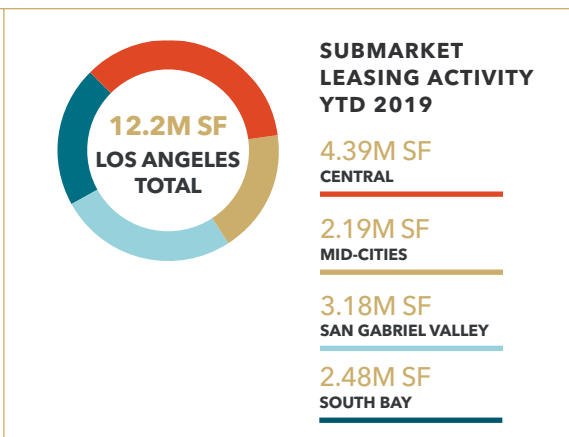 12.2M SF
LOS ANGELES
TOTAL
SUBMARKET
LEASING ACTIVITY
YTD 2019
4.39M SF
CENTRAL
2.19M SF
MID-CITIES
3.18M SF
SAN GABRIEL VALLEY
2.48M SF
SOUTH BAY